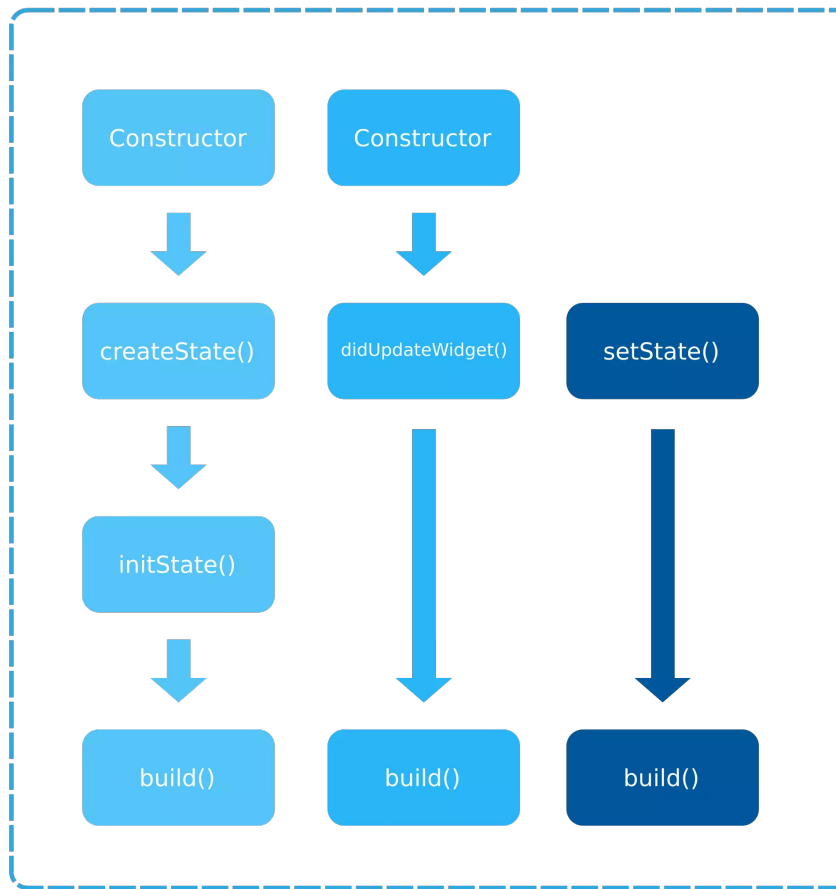 Constructor
Constructor
createState()
didUpdateWidget()
setState()
initState()
build()
build()
build()